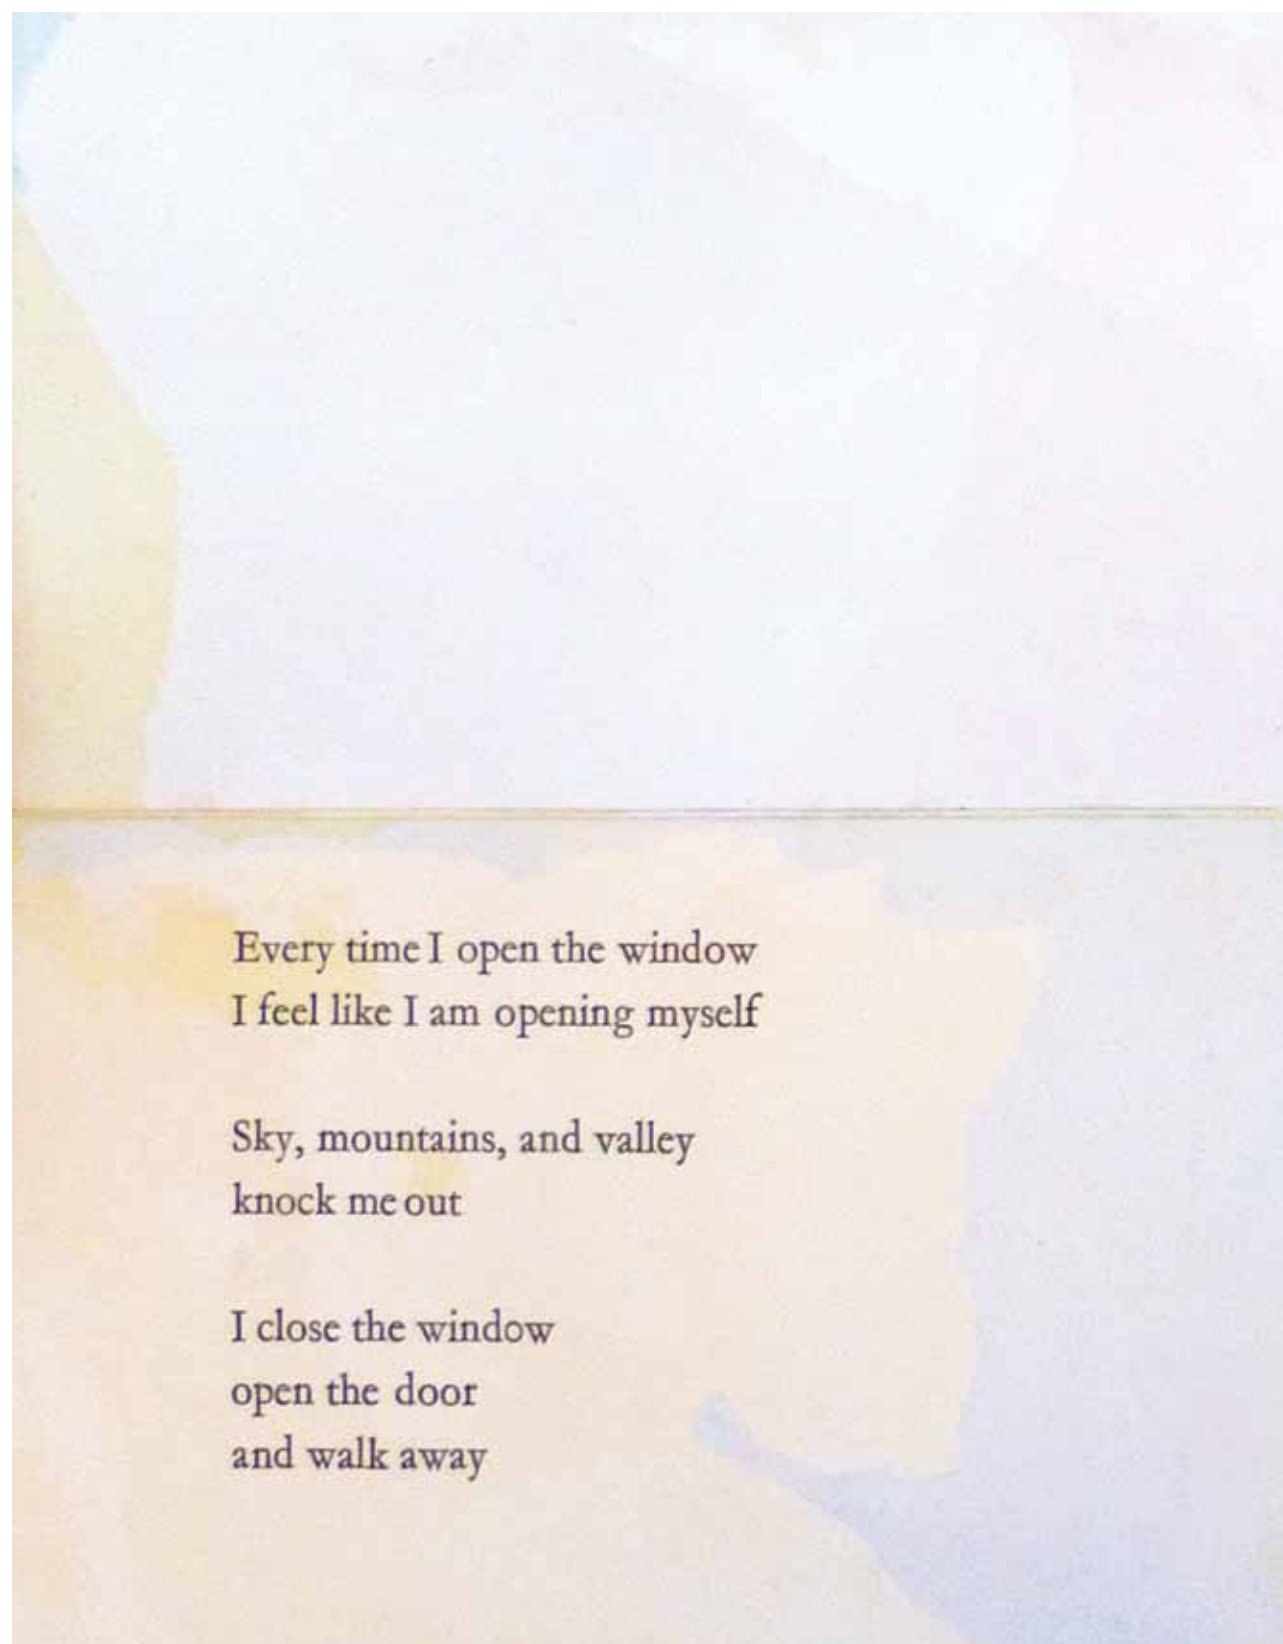 Every time I open the window
I feel like I am opening myself
Sky, mountains, and valley
knock me out
I close the window
open the door
and walk away